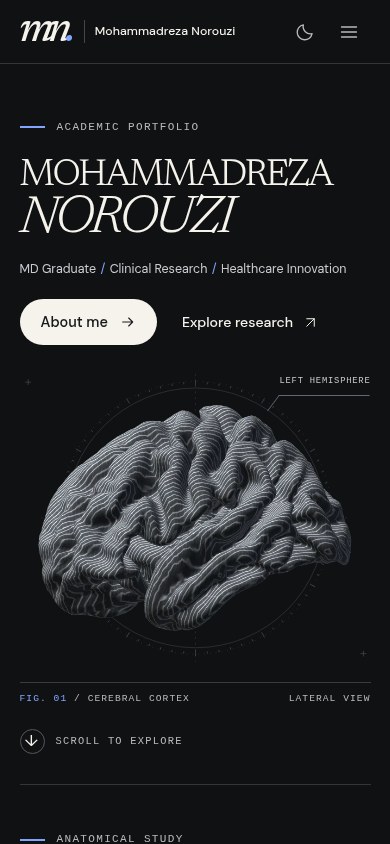 mn.
Mohammadreza Norouzi
ACADEMIC PORTFOLIO
MOHAMMADREZA
NOROUZI
MD Graduate / Clinical Research / Healthcare Innovation
About me →
Explore research ↗
LEFT HEMISPHERE
FIG. 01 / CEREBRAL CORTEX
LATERAL VIEW
SCROLL TO EXPLORE
ANATOMICAL STUDY